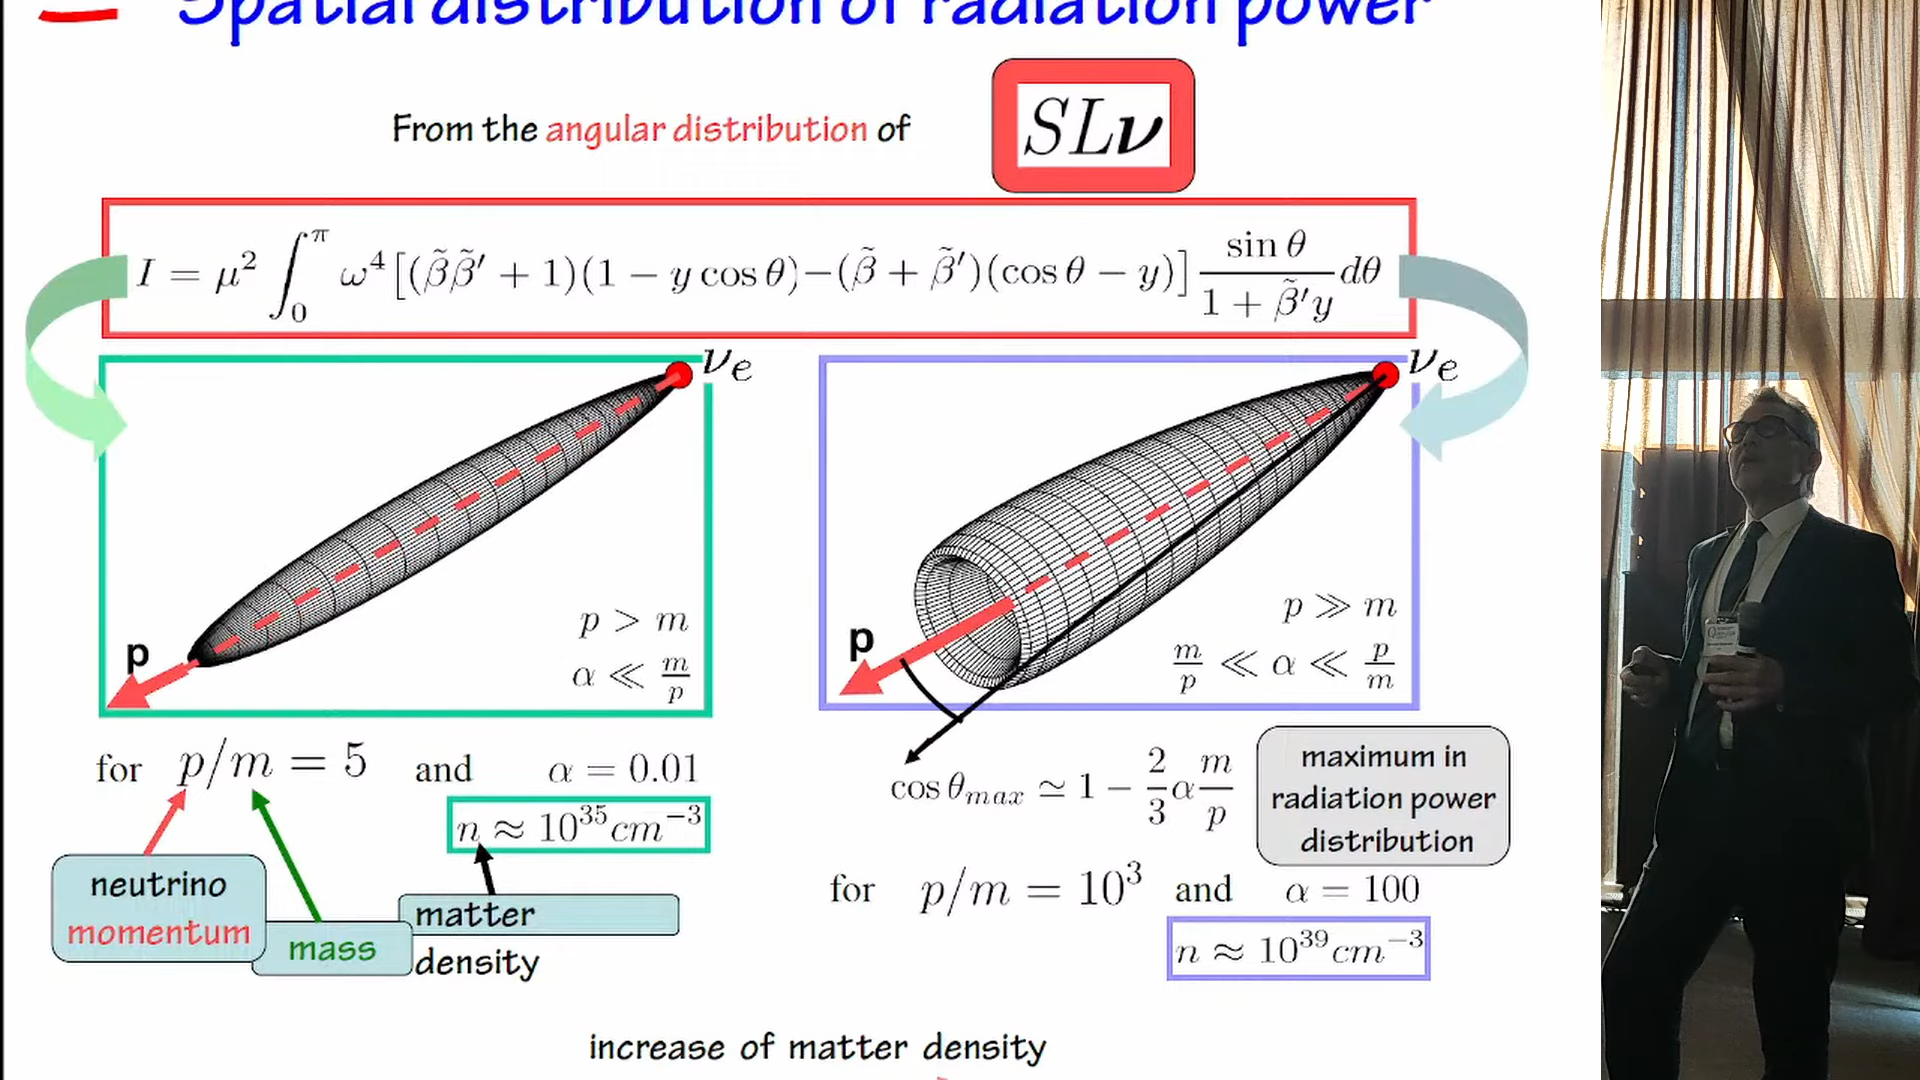 Spatial distribution of radiation power
From the angular distribution of
SLν
I = μ² ∫₀^π ω⁴[(β̃β̃′ + 1)(1 − y cos θ)−(β̃ + β̃′)(cos θ − y)] sin θ / (1 + β̃′y) dθ
νₑ
p
p > m
α ≪ m/p
νₑ
p
p ≫ m
m/p ≪ α ≪ p/m
for p/m = 5 and α = 0.01
n ≈ 10³⁵cm⁻³
neutrino
momentum
mass
matter
density
cos θₘₐₓ ≃ 1 − 2/3 α m/p
maximum in
radiation power
distribution
for p/m = 10³ and α = 100
n ≈ 10³⁹cm⁻³
increase of matter density